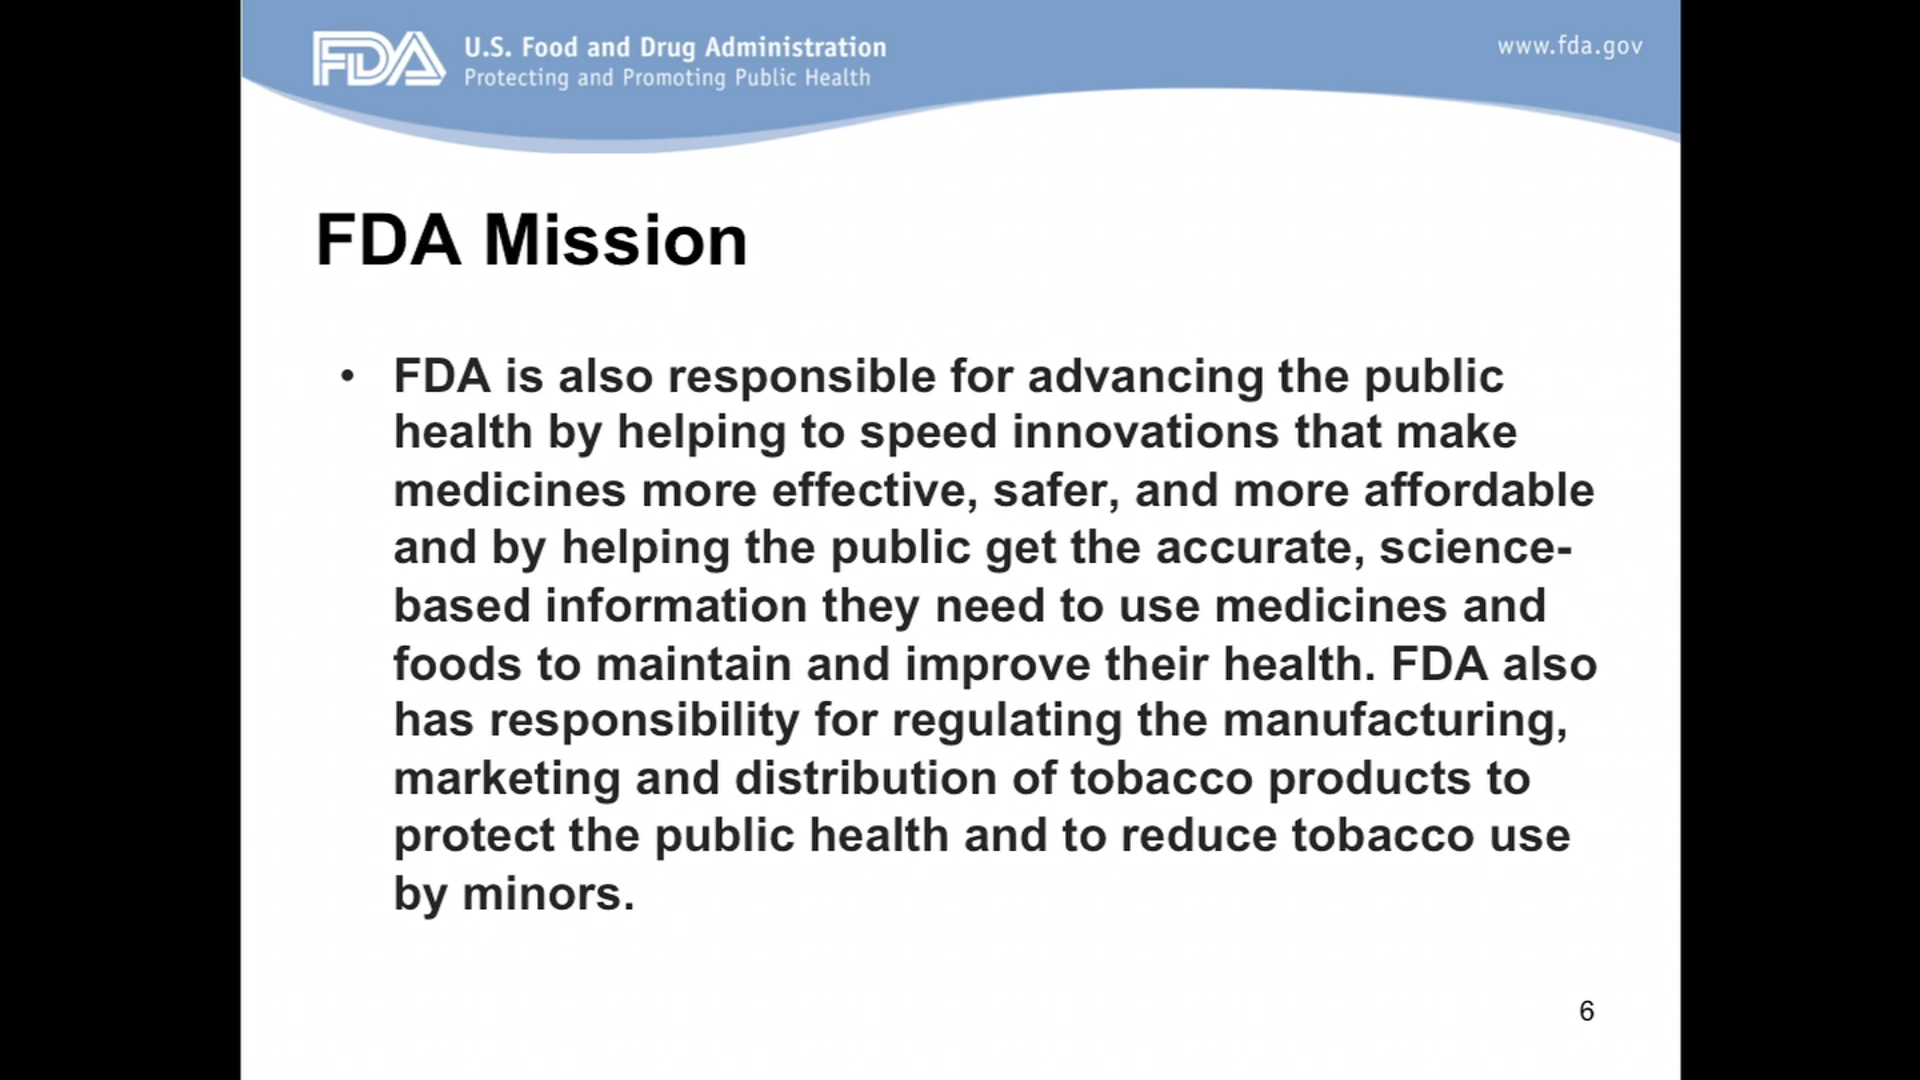 FDA U.S. Food and Drug Administration
Protecting and Promoting Public Health
www.fda.gov
FDA Mission
• FDA is also responsible for advancing the public
health by helping to speed innovations that make
medicines more effective, safer, and more affordable
and by helping the public get the accurate, science-
based information they need to use medicines and
foods to maintain and improve their health. FDA also
has responsibility for regulating the manufacturing,
marketing and distribution of tobacco products to
protect the public health and to reduce tobacco use
by minors.
6